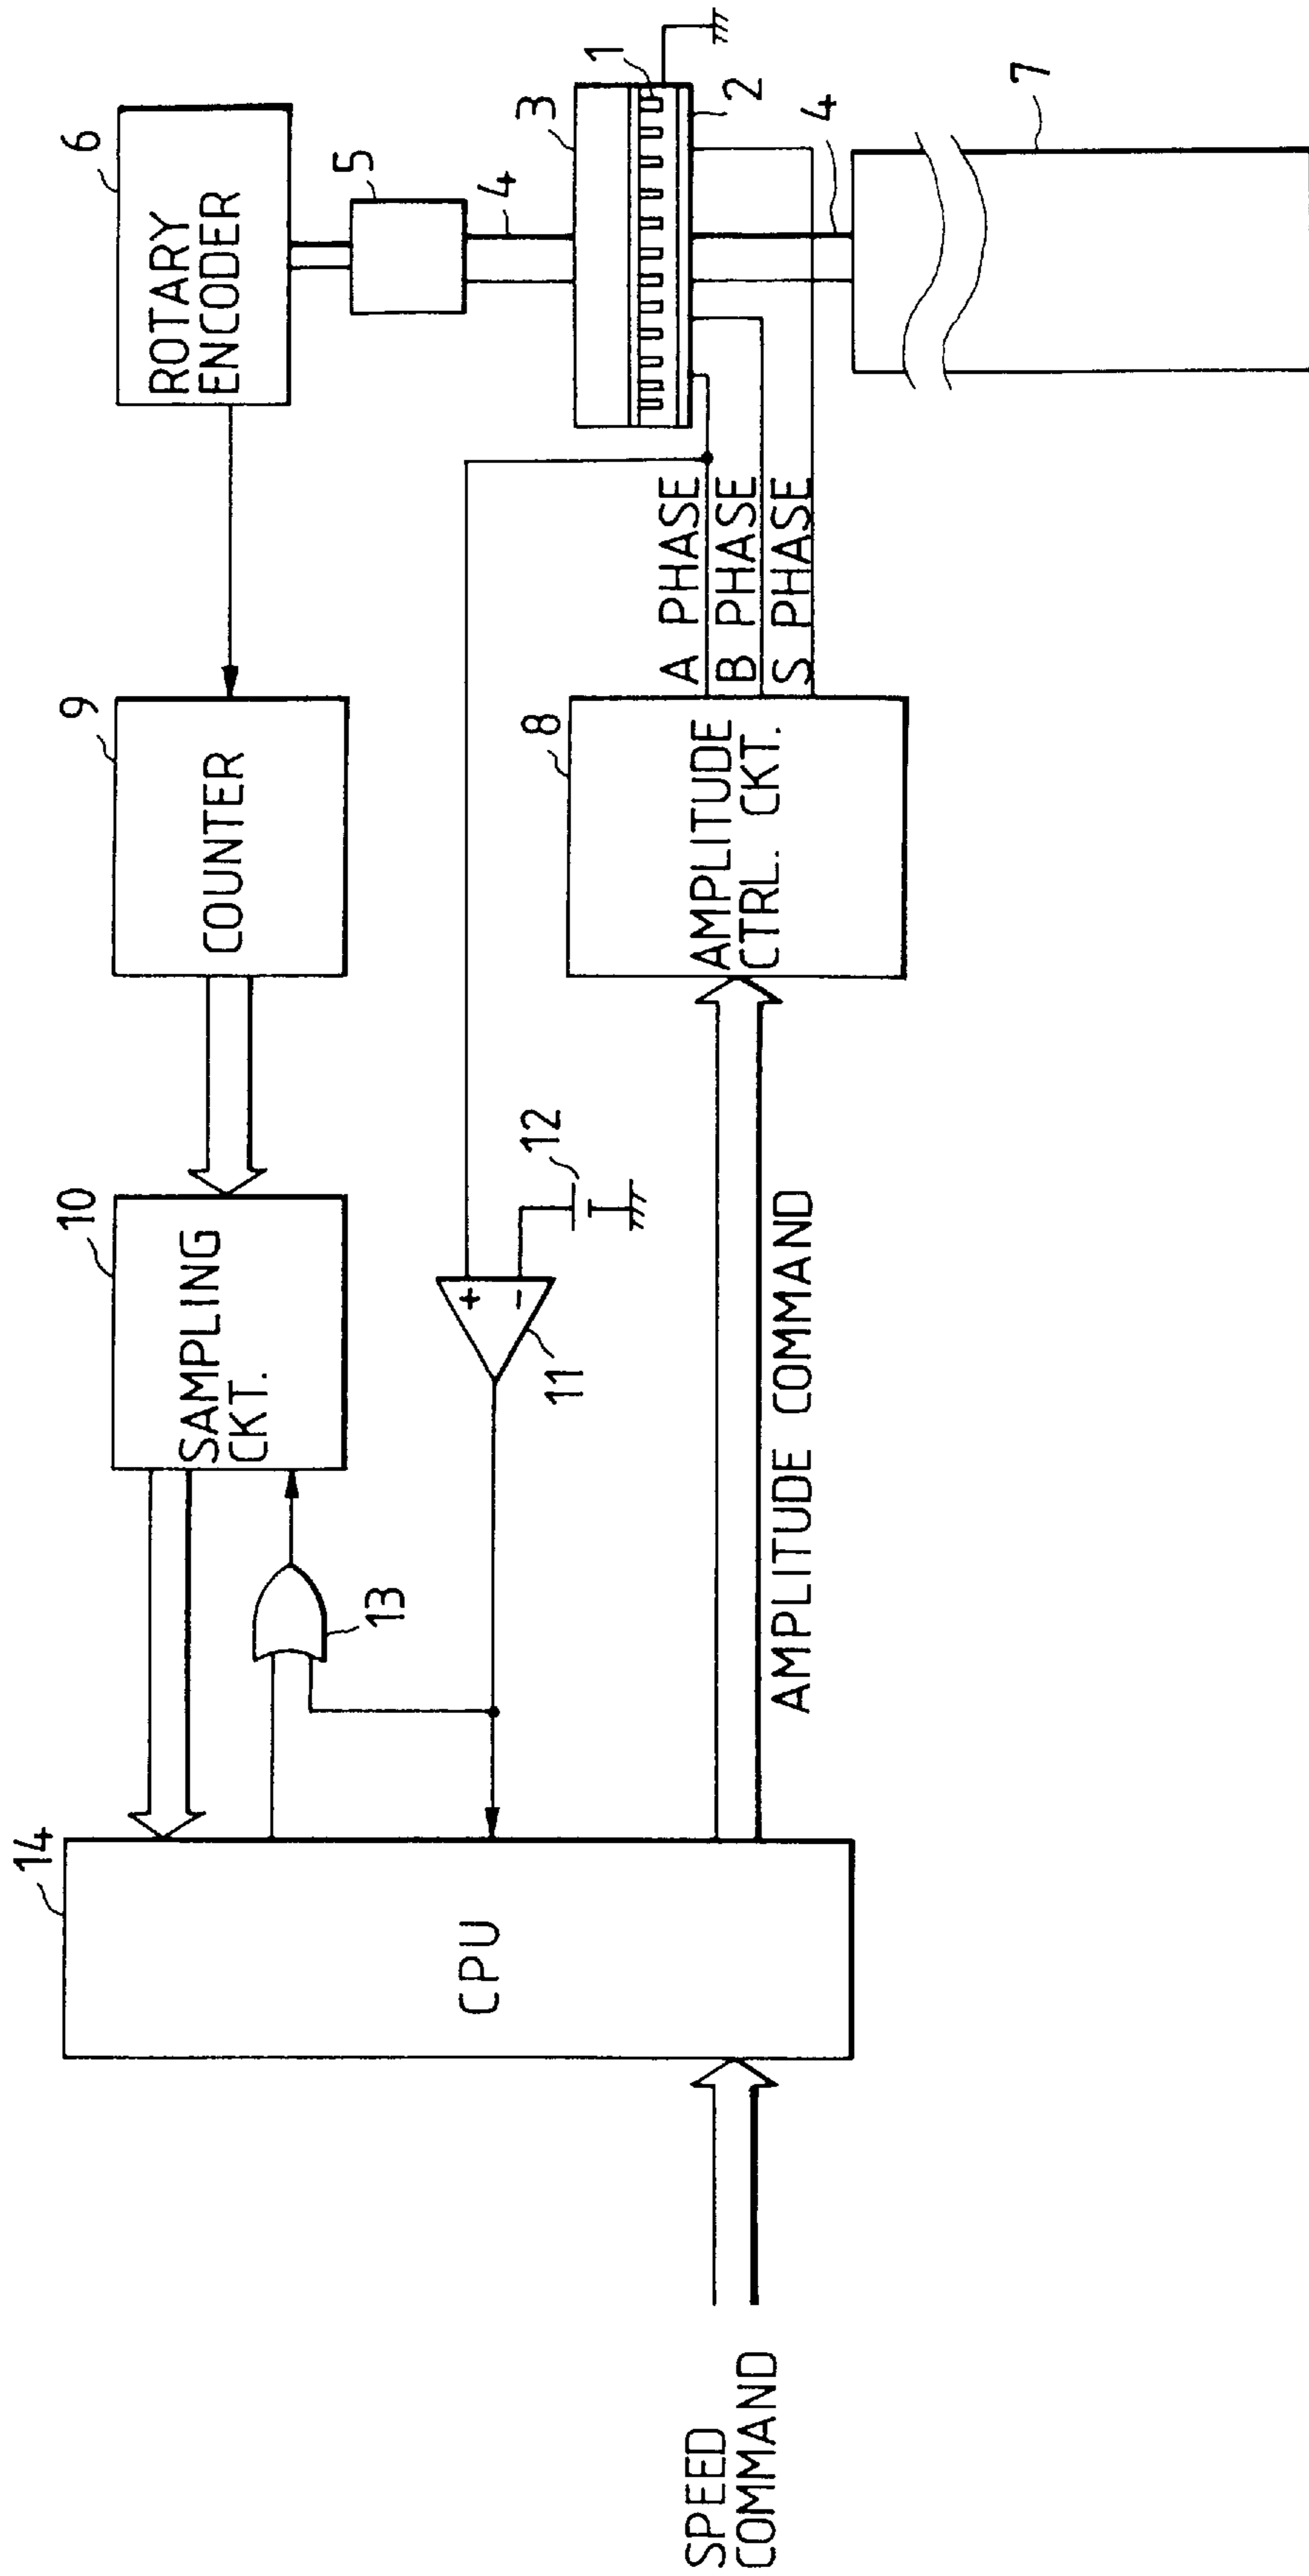 14
CPU
SPEED
COMMAND
10
SAMPLING
CKT.
13
9
COUNTER
6
ROTARY
ENCODER
5
4
3
1
2
4
7
+
-
11
12
8
AMPLITUDE
CTRL. CKT.
A PHASE
B PHASE
S PHASE
AMPLITUDE COMMAND